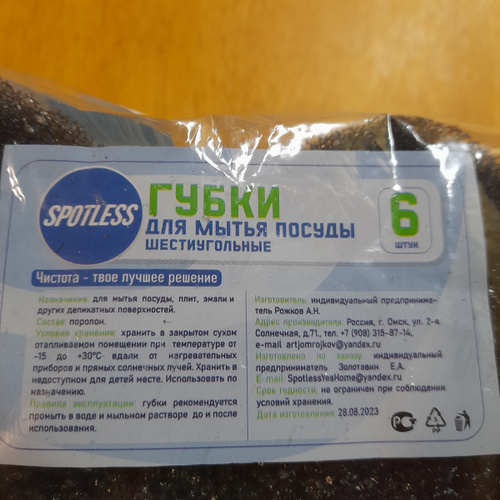 SPOTLESS
ГУБКИ
ДЛЯ МЫТЬЯ ПОСУДЫ
ШЕСТИУГОЛЬНЫЕ
6
ШТУК
Чистота - твое лучшее решение
Назначение: для мытья посуды, плит, эмали и
других деликатных поверхностей.
Состав: поролон.
Условия хранения: хранить в закрытом сухом
отапливаемом помещении при температуре от
-15 до +30°С вдали от нагревательных
приборов и прямых солнечных лучей. Хранить в
недоступном для детей месте. Использовать по
назначению.
Правила эксплуатации: губки рекомендуется
промыть в воде и мыльном растворе до и после
использования.
Изготовитель: индивидуальный предпринима-
тель Рожков А.Н.
Адрес производителя: Россия, г. Омск, ул. 2-я
Солнечная, д.71., тел. +7 (908) 315-87-14,
e-mail artjomrojkov@yandex.ru
Изготовлено по заказу: индивидуальный
предприниматель Золотавин Е.А.
E-mail: SpotlessYesHome@yandex.ru
Срок годности: не ограничен при соблюдении
условий хранения.
Дата изготовления: 28.08.2023
PP